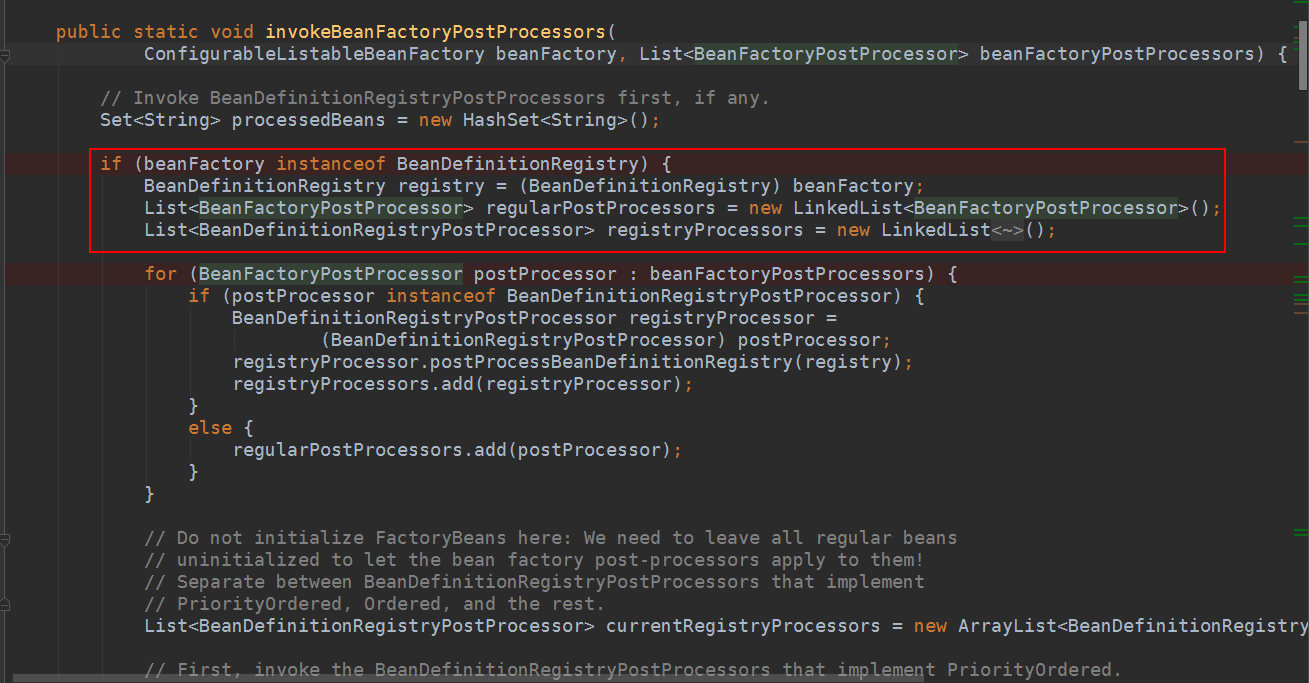 public static void invokeBeanFactoryPostProcessors(
ConfigurableListableBeanFactory beanFactory, List<BeanFactoryPostProcessor> beanFactoryPostProcessors) {
// Invoke BeanDefinitionRegistryPostProcessors first, if any.
Set<String> processedBeans = new HashSet<String>();
if (beanFactory instanceof BeanDefinitionRegistry) {
BeanDefinitionRegistry registry = (BeanDefinitionRegistry) beanFactory;
List<BeanFactoryPostProcessor> regularPostProcessors = new LinkedList<BeanFactoryPostProcessor>();
List<BeanDefinitionRegistryPostProcessor> registryProcessors = new LinkedList<~>();
for (BeanFactoryPostProcessor postProcessor : beanFactoryPostProcessors) {
if (postProcessor instanceof BeanDefinitionRegistryPostProcessor) {
BeanDefinitionRegistryPostProcessor registryProcessor =
(BeanDefinitionRegistryPostProcessor) postProcessor;
registryProcessor.postProcessBeanDefinitionRegistry(registry);
registryProcessors.add(registryProcessor);
}
else {
regularPostProcessors.add(postProcessor);
}
}
// Do not initialize FactoryBeans here: We need to leave all regular beans
// uninitialized to let the bean factory post-processors apply to them!
// Separate between BeanDefinitionRegistryPostProcessors that implement
// PriorityOrdered, Ordered, and the rest.
List<BeanDefinitionRegistryPostProcessor> currentRegistryProcessors = new ArrayList<BeanDefinitionRegistry
// First, invoke the BeanDefinitionRegistryPostProcessors that implement PriorityOrdered.